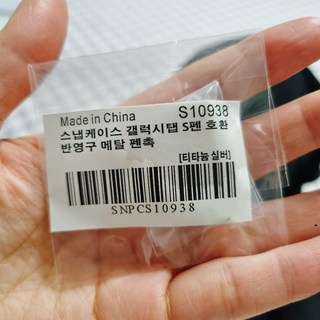 Made in China S10938
스냅케이스 갤럭시탭 S펜 호환
반영구 메탈 펜촉
[티타늄 실버]
SNPCS10938